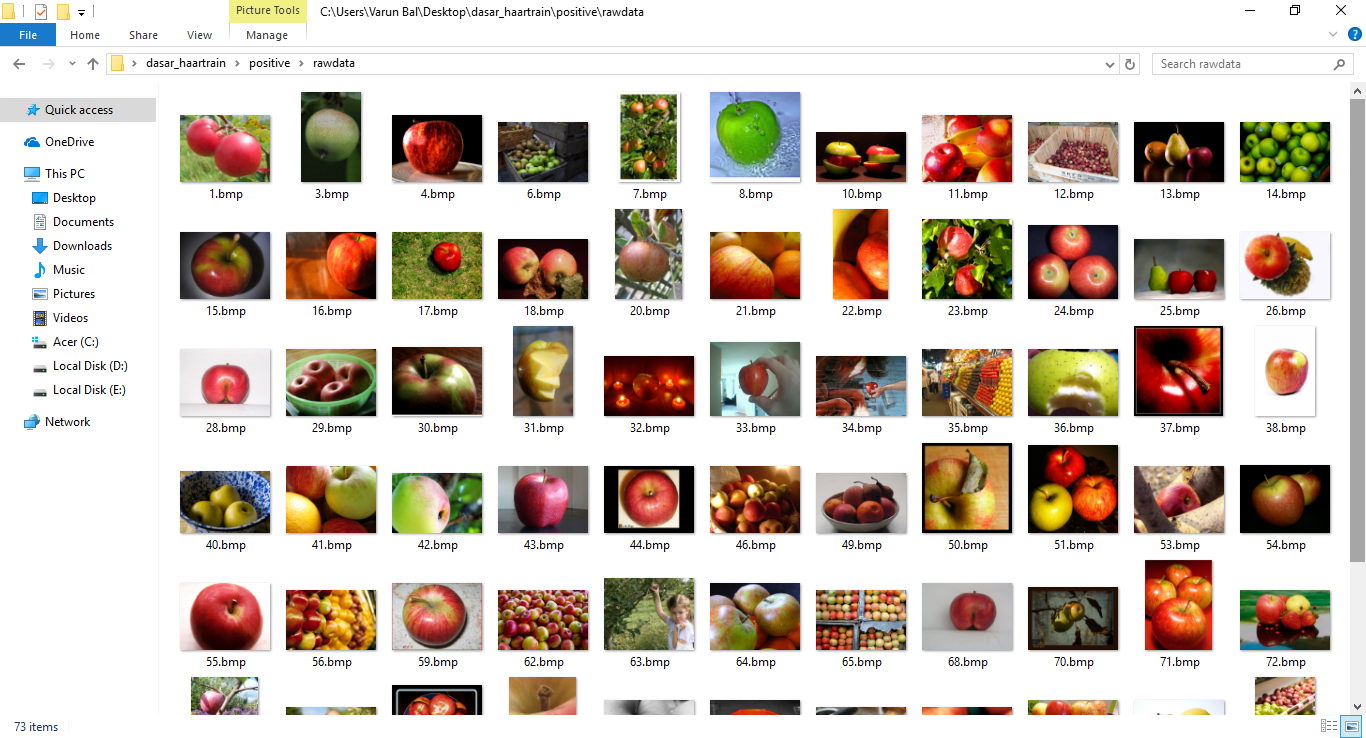 Picture Tools
C:\Users\Varun Bal\Desktop\dasar_haartrain\positive\rawdata
File Home Share View Manage
dasar_haartrain positive rawdata
Search rawdata
Quick access
OneDrive
This PC
Desktop
Documents
Downloads
Music
Pictures
Videos
Acer (C:)
Local Disk (D:)
Local Disk (E:)
Network
1.bmp 3.bmp 4.bmp 6.bmp 7.bmp 8.bmp 10.bmp 11.bmp 12.bmp 13.bmp 14.bmp
15.bmp 16.bmp 17.bmp 18.bmp 20.bmp 21.bmp 22.bmp 23.bmp 24.bmp 25.bmp 26.bmp
28.bmp 29.bmp 30.bmp 31.bmp 32.bmp 33.bmp 34.bmp 35.bmp 36.bmp 37.bmp 38.bmp
40.bmp 41.bmp 42.bmp 43.bmp 44.bmp 46.bmp 49.bmp 50.bmp 51.bmp 53.bmp 54.bmp
55.bmp 56.bmp 59.bmp 62.bmp 63.bmp 64.bmp 65.bmp 68.bmp 70.bmp 71.bmp 72.bmp
73 items